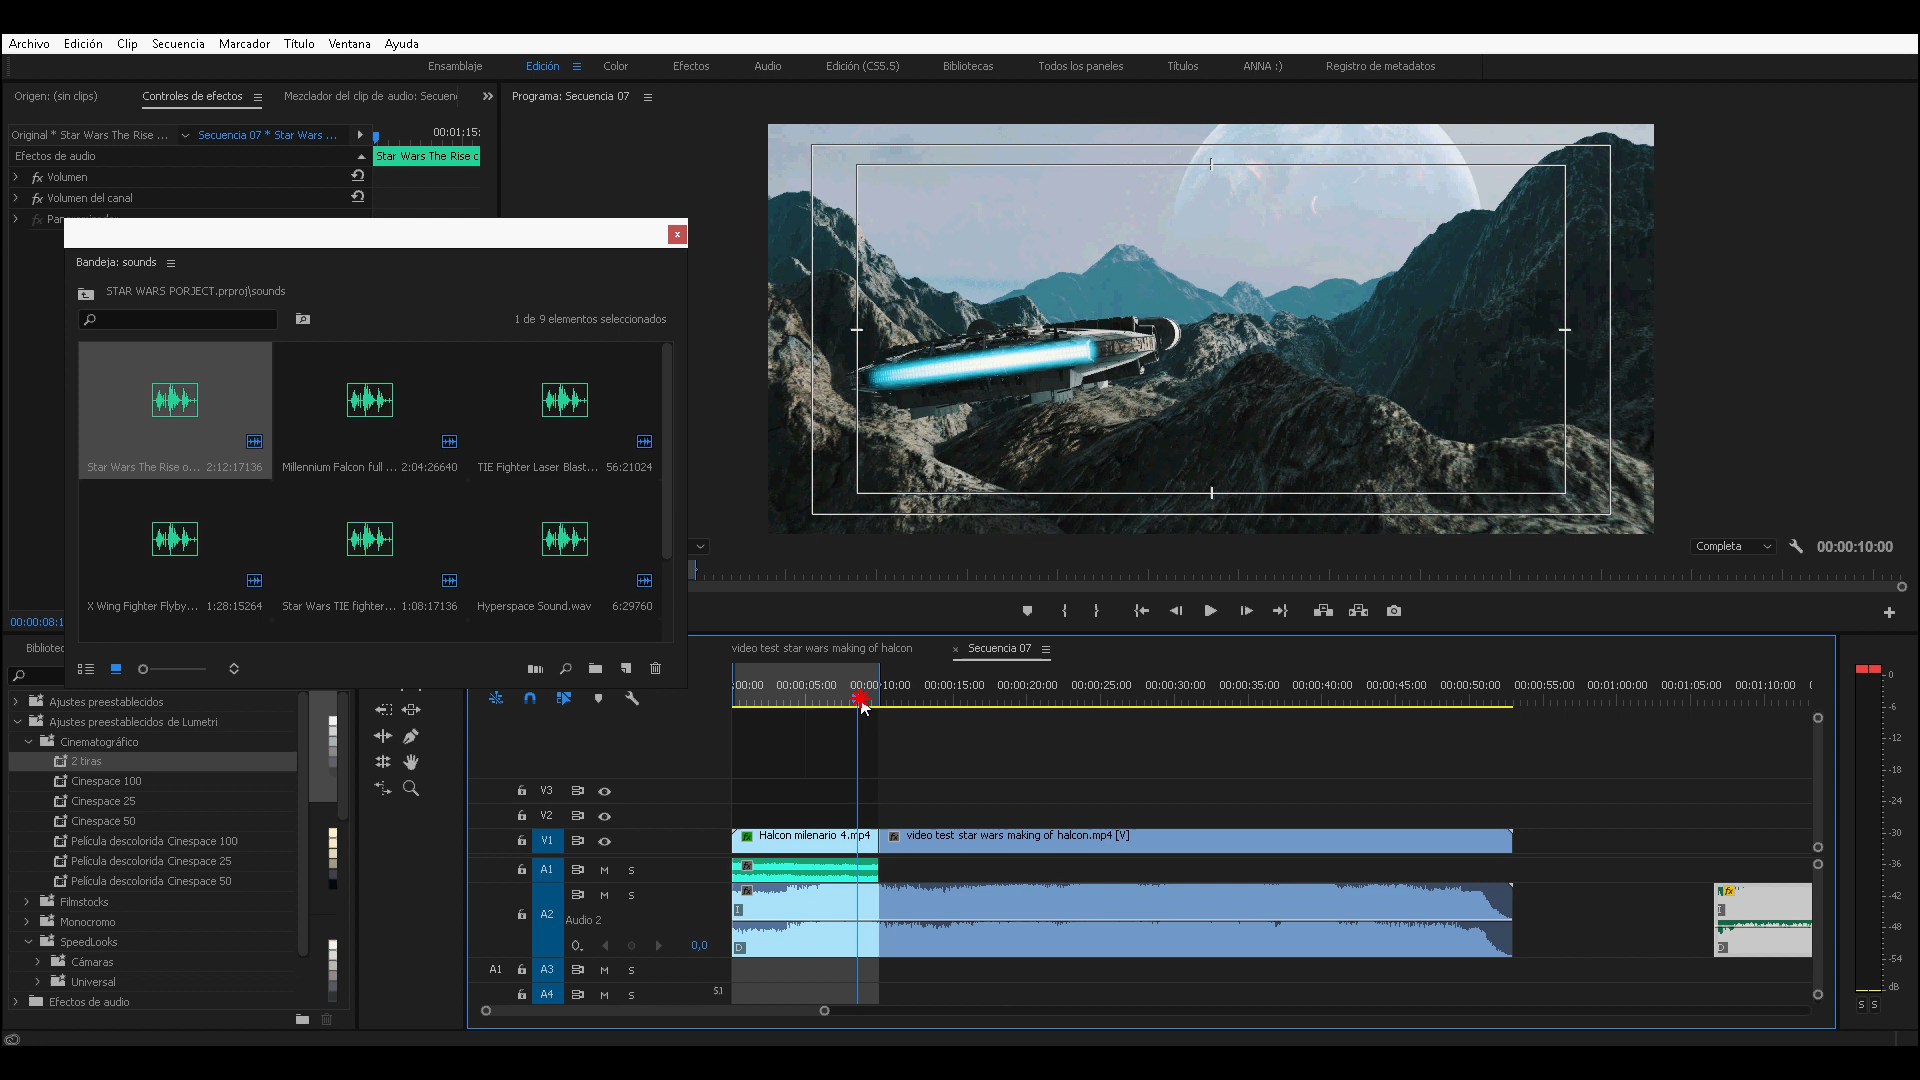 Archivo Edición Clip Secuencia Marcador Título Ventana Ayuda
Ensamblaje Edición Color Efectos Audio Edición (CS5.5) Bibliotecas Todos los paneles Títulos ANNA :) Registro de metadatos
Origen: (sin clips) Controles de efectos Mezclador del clip de audio: Secuen
Programa: Secuencia 07
Original * Star Wars The Rise ... Secuencia 07 * Star Wars ... 00:01;15:
Efectos de audio Star Wars The Rise o
fx Volumen
fx Volumen del canal
fx
Bandeja: sounds
STAR WARS PORJECT.prproj\sounds
1 de 9 elementos seleccionados
Star Wars The Rise o... 2:12:17136 Millennium Falcon full ... 2:04:26640 TIE Fighter Laser Blast... 56:21024
X Wing Fighter Flyby... 1:28:15264 Star Wars TIE fighter... 1:08:17136 Hyperspace Sound.wav 6:29760
Completa 00:00:10:00
00:00:08:1
Bibliotec
video test star wars making of halcon
× Secuencia 07
:00:00 00:00:05:00 00:00:10:00 00:00:15:00 00:00:20:00 00:00:25:00 00:00:30:00 00:00:35:00 00:00:40:00 00:00:45:00 00:00:50:00 00:00:55:00 00:01:00:00 00:01:05:00 00:01:10:00
Ajustes preestablecidos
Ajustes preestablecidos de Lumetri
Cinematográfico
2 tiras
Cinespace 100
Cinespace 25
Cinespace 50
Película descolorida Cinespace 100
Película descolorida Cinespace 25
Película descolorida Cinespace 50
Filmstocks
Monocromo
SpeedLooks
Cámaras
Universal
Efectos de audio
V3
V2
V1
fx Halcon milenario 4.mp4 fx video test star wars making of halcon.mp4 [V]
A1 M S fx
M S fx fx
A2 I I
Audio 2
0,0 D D
A1 A3 M S
A4 M S 5.1
0
-6
-12
-18
-24
-30
-36
-42
-48
-54
dB
S S